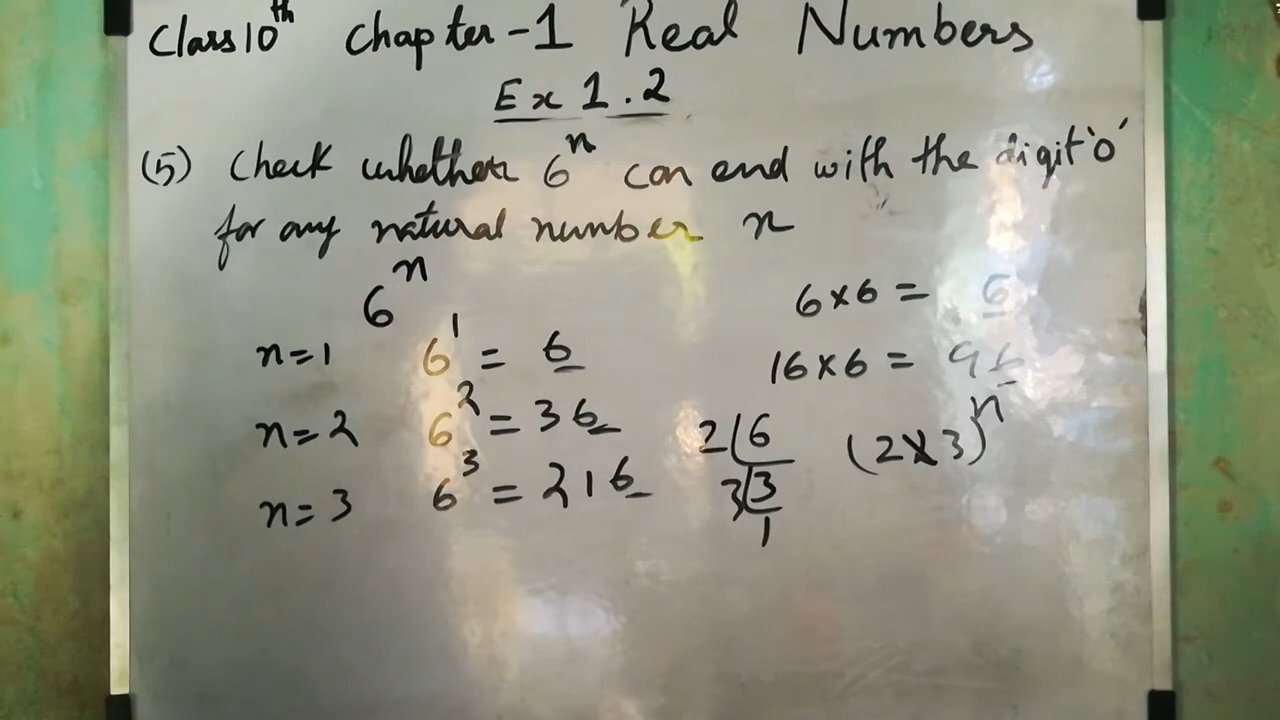 Class 10th Chapter-1 Real Numbers
Ex 1.2
(5) Check whether 6^n can end with the digit '0'
for any natural number n
6^n
6×6 = 6
n=1 6^1 = 6
16×6 = 96
n=2 6^2 = 36
2|6 (2×3)^n
3|3
1
n=3 6^3 = 216